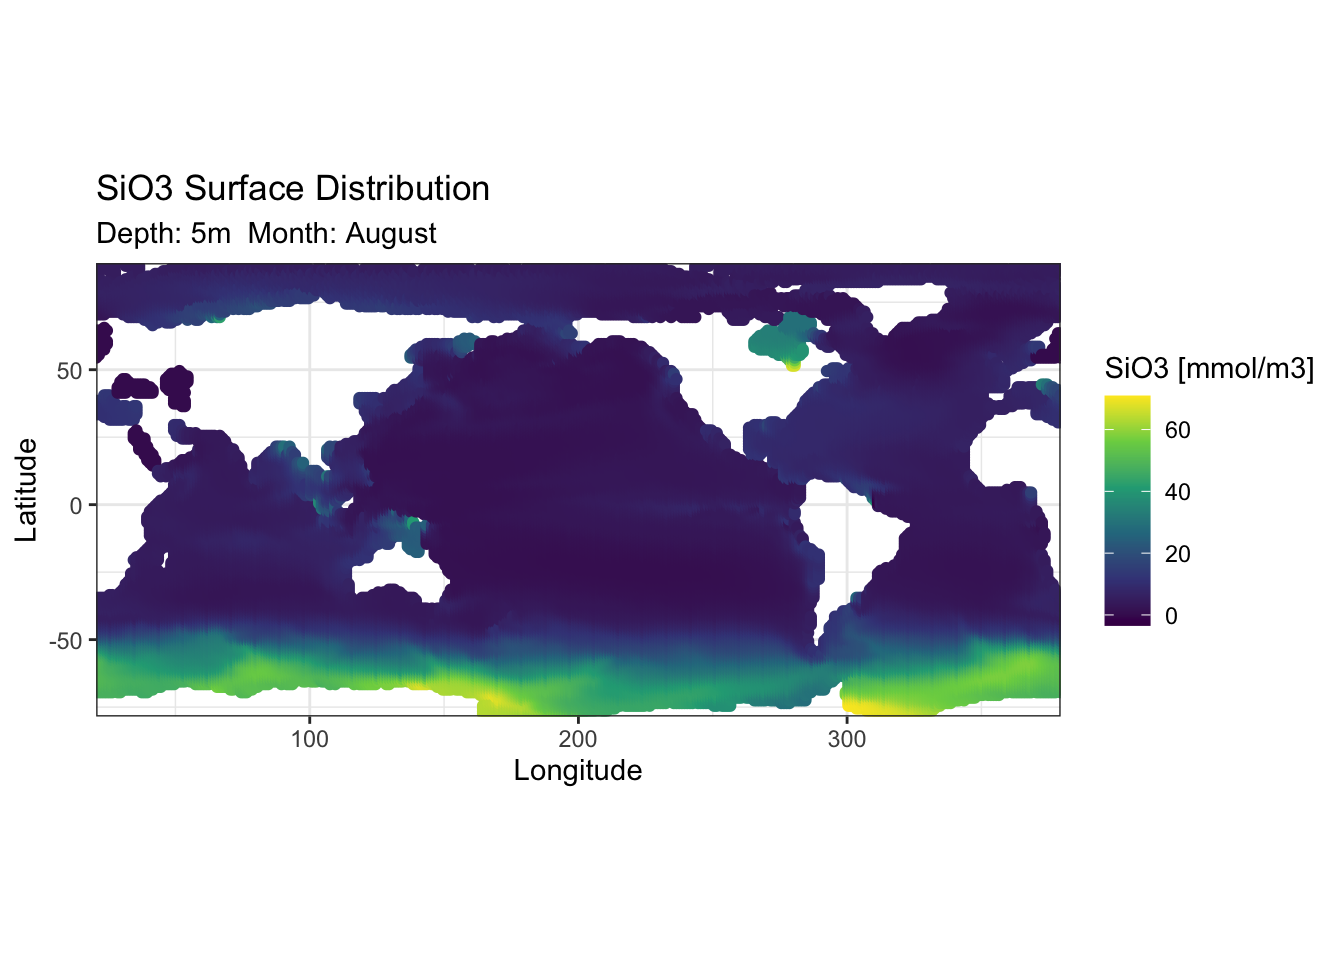 SiO3 Surface Distribution
Depth: 5m  Month: August
SiO3 [mmol/m3]
60
40
20
0
Latitude
50
0
-50
100
200
300
Longitude